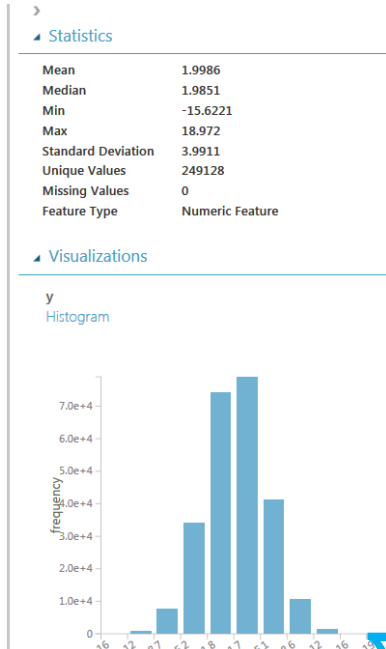 Statistics
Mean 1.9986
Median 1.9851
Min -15.6221
Max 18.972
Standard Deviation 3.9911
Unique Values 249128
Missing Values 0
Feature Type Numeric Feature
Visualizations
y
Histogram
7.0e+4
6.0e+4
5.0e+4
4.0e+4
3.0e+4
2.0e+4
1.0e+4
0
frequency